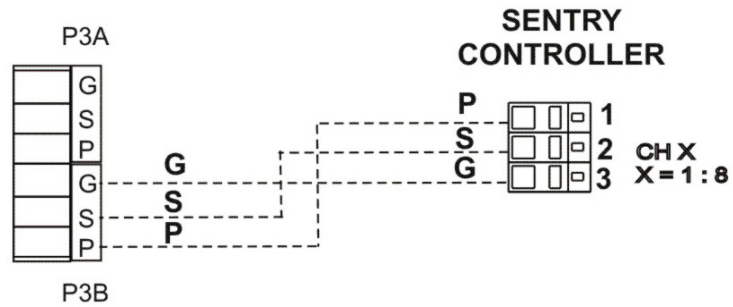 SENTRY
CONTROLLER
P3A
G
S
P
G
S
P
P3B
G
S
P
P
S
G
1
2
3
CH X
X = 1 : 8